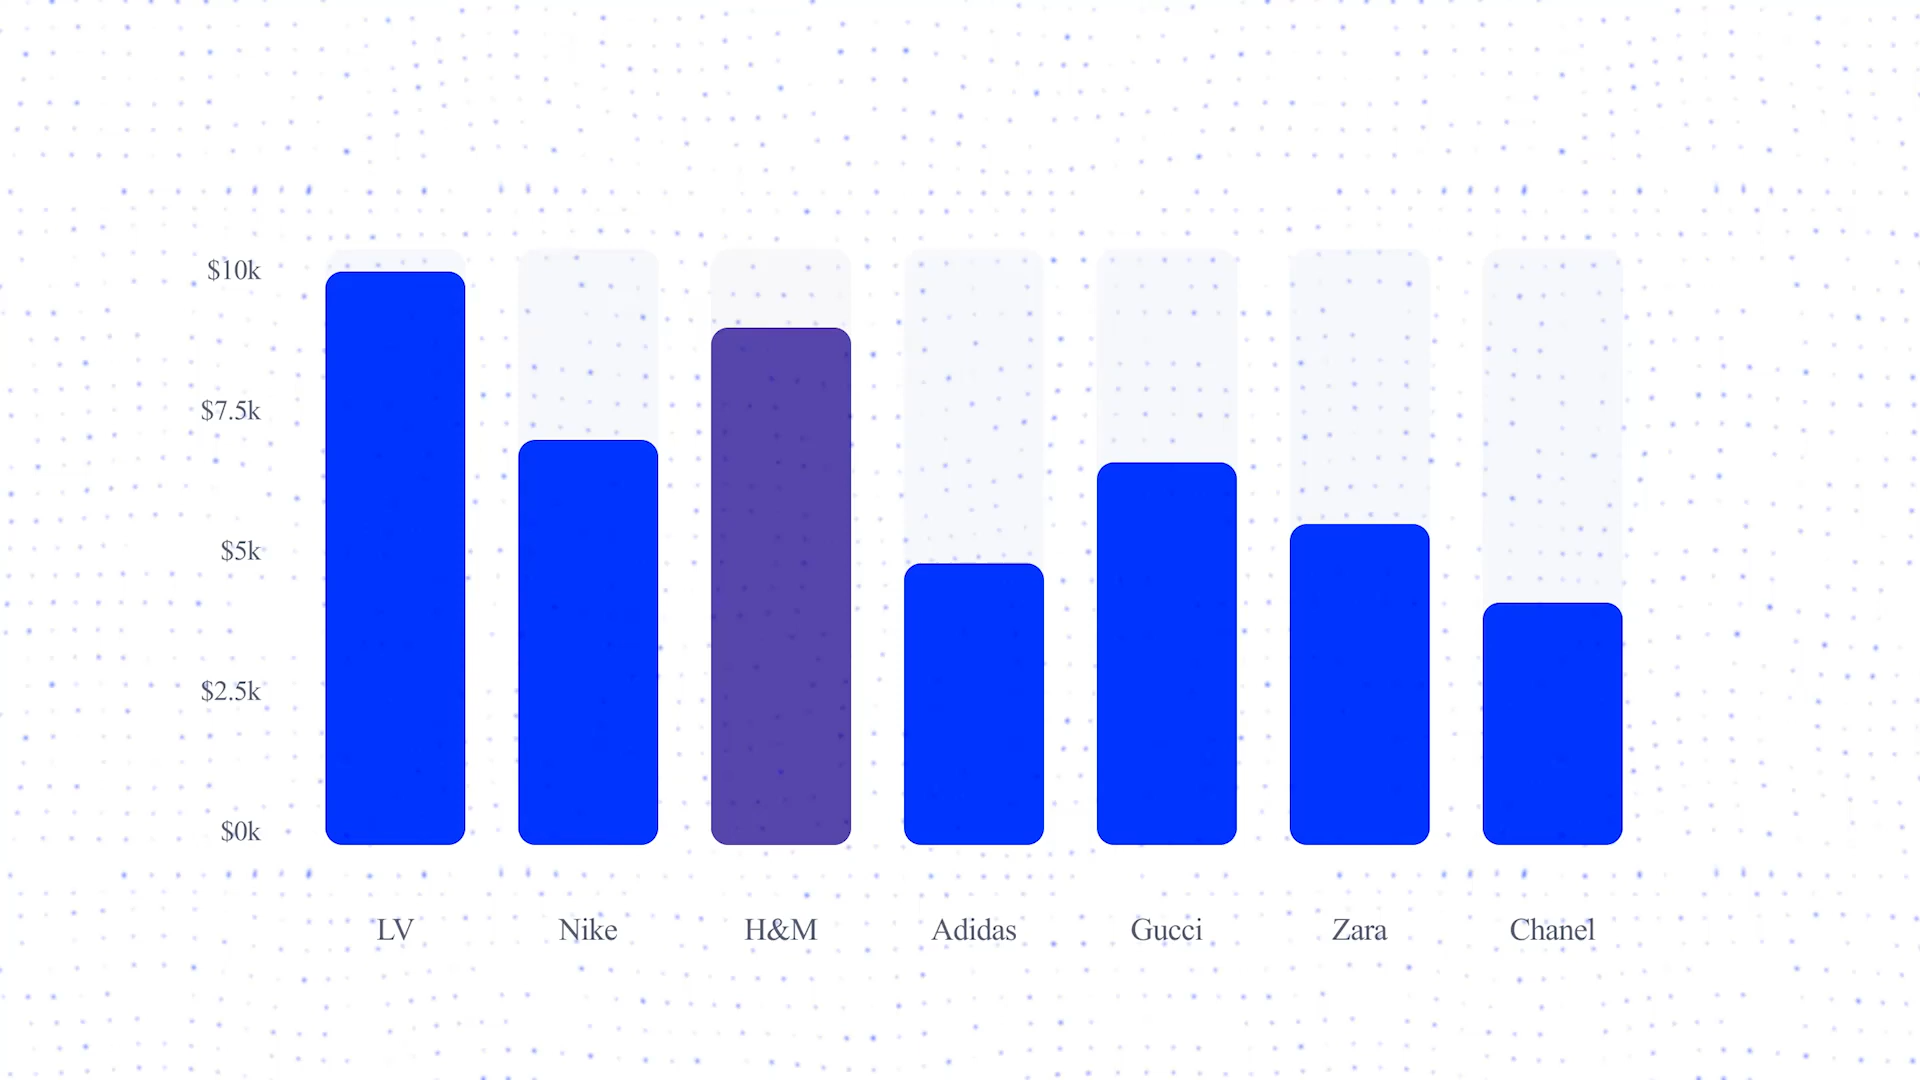 $10k
$7.5k
$5k
$2.5k
$0k
LV Nike H&M Adidas Gucci Zara Chanel